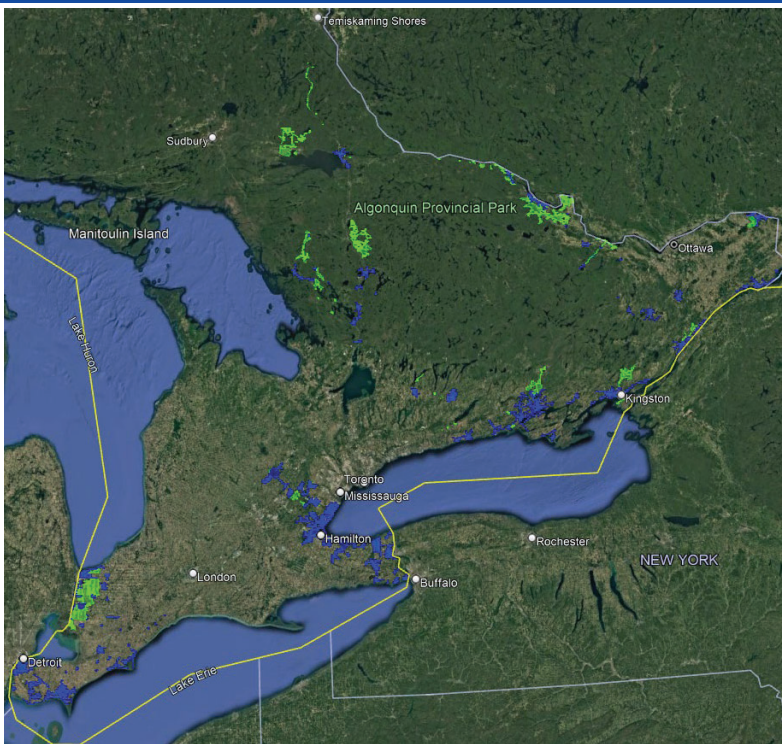 Temiskaming Shores
Sudbury
Algonquin Provincial Park
Manitoulin Island
Ottawa
Lake Huron
Kingston
Toronto
Mississauga
Hamilton
Rochester
NEW YORK
London
Buffalo
Detroit
Lake Erie